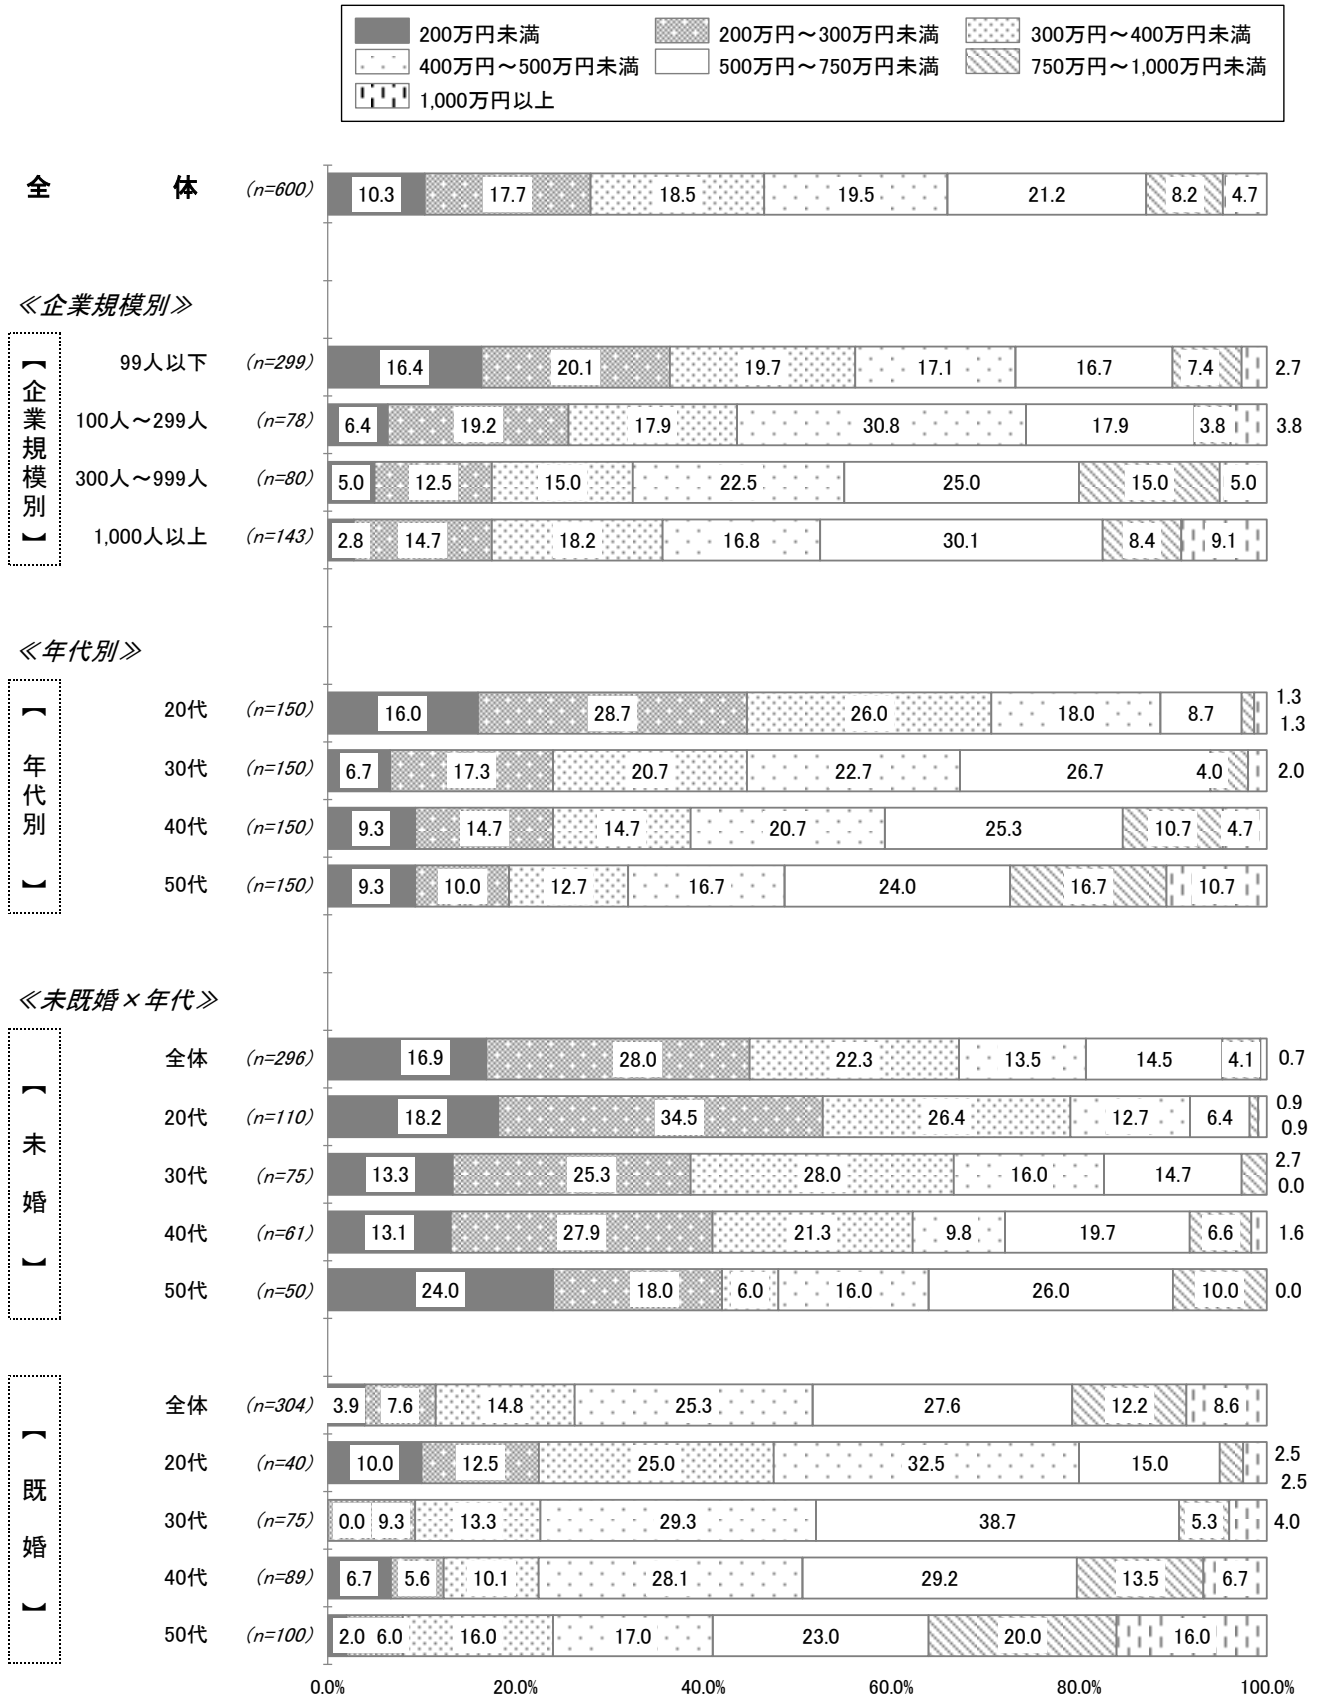 200万円未満 200万円～300万円未満 300万円～400万円未満
400万円～500万円未満 500万円～750万円未満 750万円～1,000万円未満
1,000万円以上
全体 (n=600) 10.3 17.7 18.5 19.5 21.2 8.2 4.7
≪企業規模別≫
【企業規模別】
99人以下 (n=299) 16.4 20.1 19.7 17.1 16.7 7.4 2.7
100人～299人 (n=78) 6.4 19.2 17.9 30.8 17.9 3.8 3.8
300人～999人 (n=80) 5.0 12.5 15.0 22.5 25.0 15.0 5.0
1,000人以上 (n=143) 2.8 14.7 18.2 16.8 30.1 8.4 9.1
≪年代別≫
【年代別】
20代 (n=150) 16.0 28.7 26.0 18.0 8.7 1.3 1.3
30代 (n=150) 6.7 17.3 20.7 22.7 26.7 4.0 2.0
40代 (n=150) 9.3 14.7 14.7 20.7 25.3 10.7 4.7
50代 (n=150) 9.3 10.0 12.7 16.7 24.0 16.7 10.7
≪未既婚×年代≫
【未婚】
全体 (n=296) 16.9 28.0 22.3 13.5 14.5 4.1 0.7
20代 (n=110) 18.2 34.5 26.4 12.7 6.4 0.9 0.9
30代 (n=75) 13.3 25.3 28.0 16.0 14.7 2.7 0.0
40代 (n=61) 13.1 27.9 21.3 9.8 19.7 6.6 1.6
50代 (n=50) 24.0 18.0 6.0 16.0 26.0 10.0 0.0
【既婚】
全体 (n=304) 3.9 7.6 14.8 25.3 27.6 12.2 8.6
20代 (n=40) 10.0 12.5 25.0 32.5 15.0 2.5 2.5
30代 (n=75) 0.0 9.3 13.3 29.3 38.7 5.3 4.0
40代 (n=89) 6.7 5.6 10.1 28.1 29.2 13.5 6.7
50代 (n=100) 2.0 6.0 16.0 17.0 23.0 20.0 16.0
0.0% 20.0% 40.0% 60.0% 80.0% 100.0%